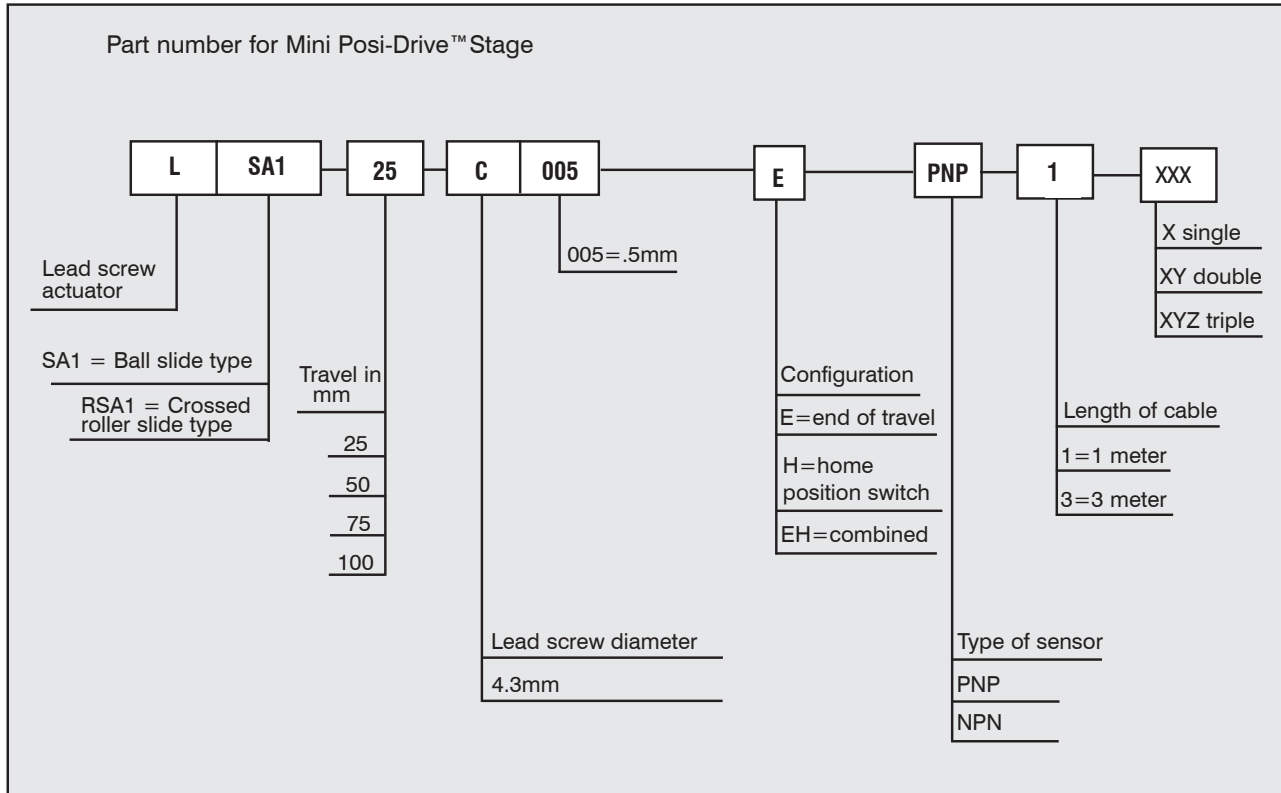 Part number for Mini Posi-Drive™ Stage
L SA1 25 C 005 E PNP 1 XXX
Lead screw
actuator
SA1 = Ball slide type
RSA1 = Crossed
roller slide type
Travel in
mm
25
50
75
100
Lead screw diameter
4.3mm
005=.5mm
Configuration
E=end of travel
H=home
position switch
EH=combined
Type of sensor
PNP
NPN
Length of cable
1=1 meter
3=3 meter
X single
XY double
XYZ triple